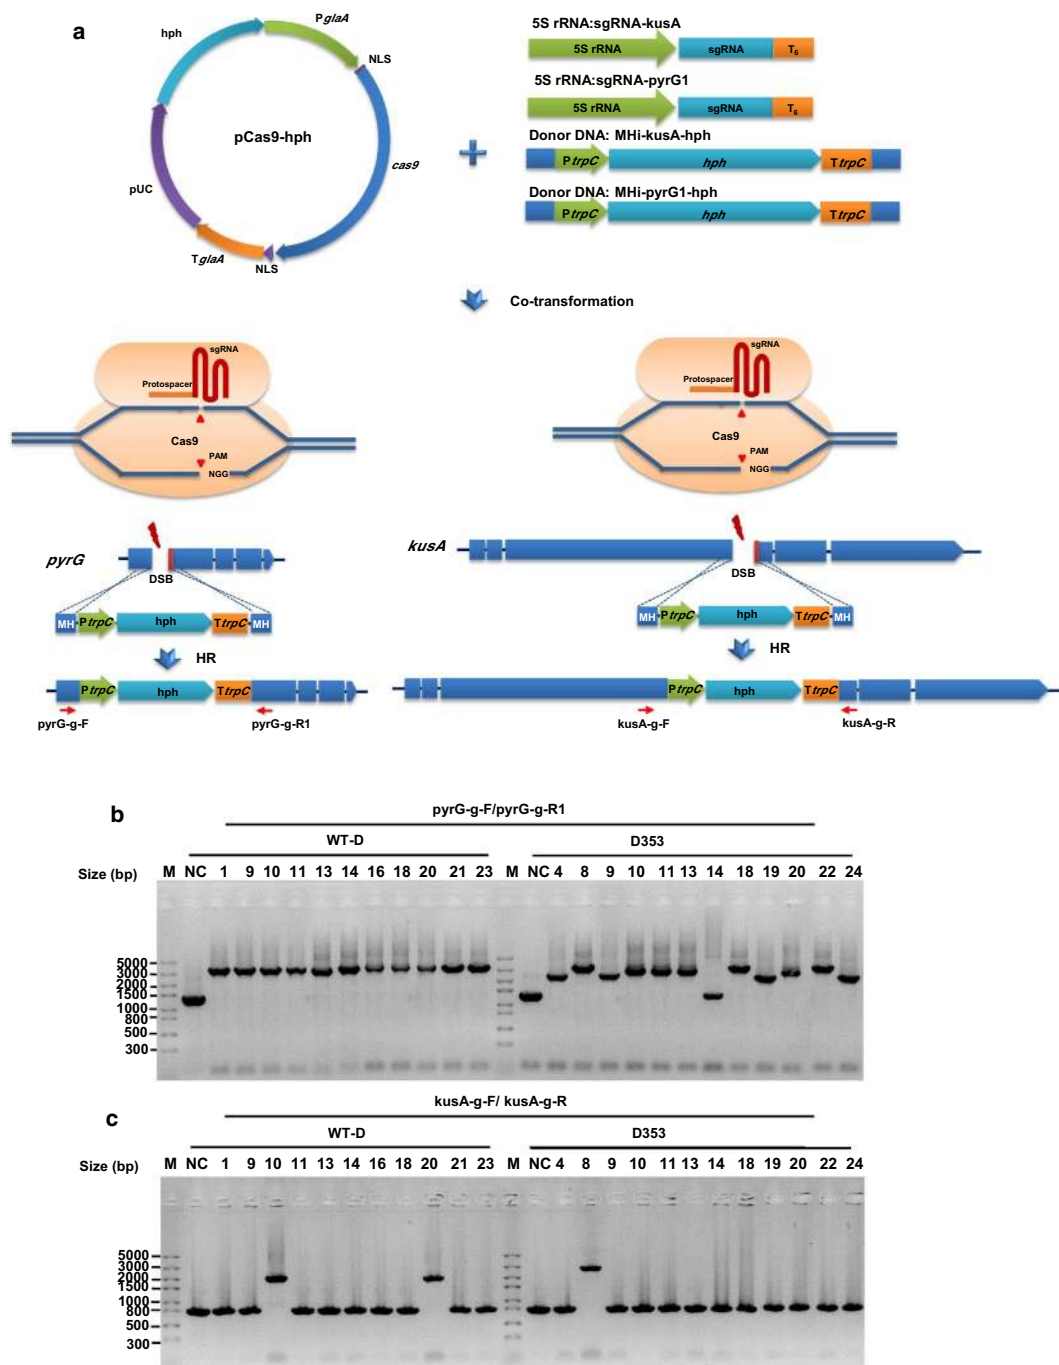 a
hph
PglaA
NLS
pCas9-hph
cas9
pUC
TglaA
NLS
5S rRNA:sgRNA-kusA
5S rRNA sgRNA T6
5S rRNA:sgRNA-pyrG1
5S rRNA sgRNA T6
Donor DNA: MHi-kusA-hph
PtrpC hph TtrpC
Donor DNA: MHi-pyrG1-hph
PtrpC hph TtrpC
Co-transformation
sgRNA
Protospacer
Cas9
PAM
NGG
sgRNA
Protospacer
Cas9
PAM
NGG
pyrG
DSB
MH PtrpC hph TtrpC MH
HR
PtrpC hph TtrpC
pyrG-g-F pyrG-g-R1
kusA
DSB
MH PtrpC hph TtrpC MH
HR
PtrpC hph TtrpC
kusA-g-F kusA-g-R
b
pyrG-g-F/pyrG-g-R1
WT-D D353
Size (bp) M NC 1 9 10 11 13 14 16 18 20 21 23 M NC 4 8 9 10 11 13 14 18 19 20 22 24
5000
3000
2000
1500
1000
800
500
300
c
kusA-g-F/ kusA-g-R
WT-D D353
Size (bp) M NC 1 9 10 11 13 14 16 18 20 21 23 M NC 4 8 9 10 11 13 14 18 19 20 22 24
5000
3000
2000
1500
1000
800
500
300